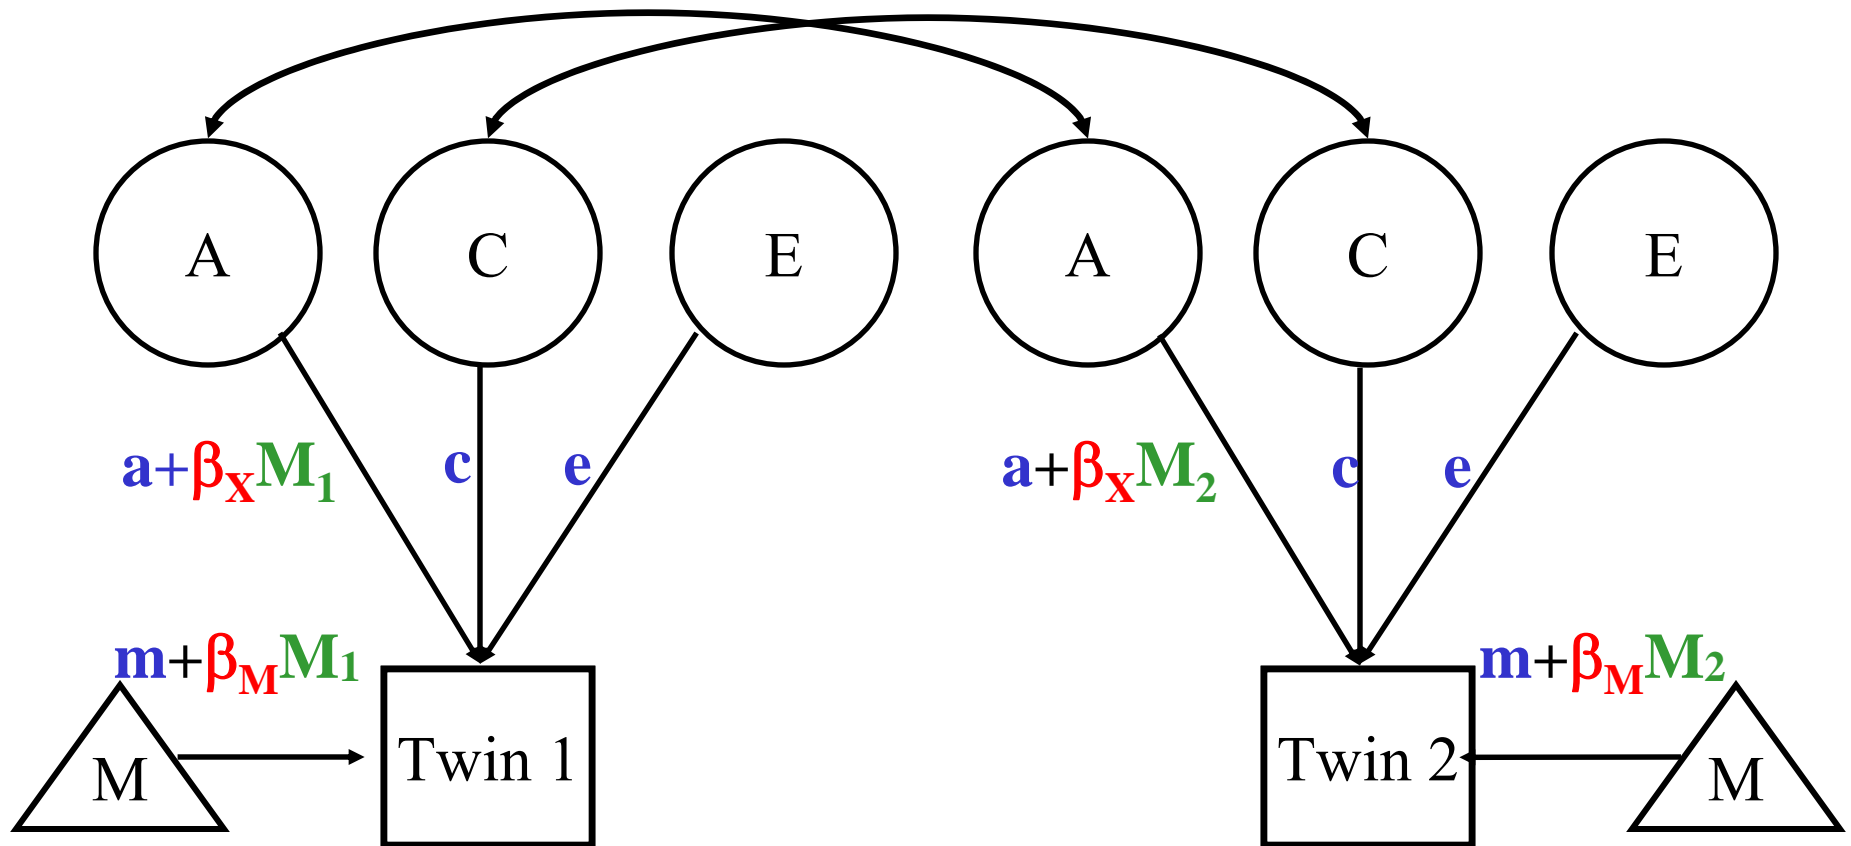 A C E A C E
a+βXM1 c e a+βXM2 c e
m+βMM1 m+βMM2
M Twin 1 Twin 2 M